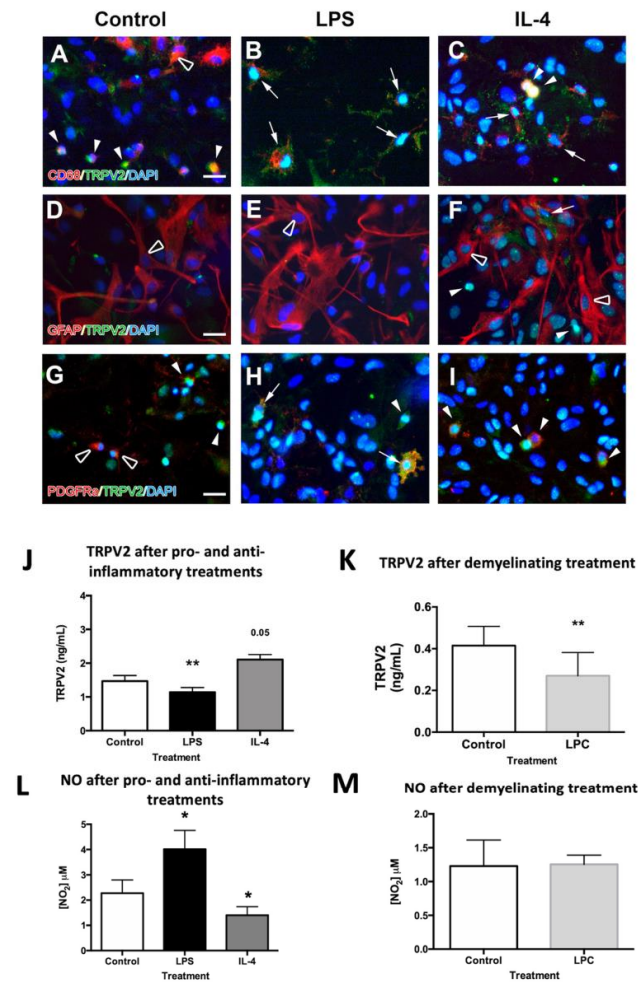 Control LPS IL-4
A B C
CD68/TRPV2/DAPI
D E F
GFAP/TRPV2/DAPI
G H I
PDGFRa/TRPV2/DAPI
J
TRPV2 after pro- and anti-
inflammatory treatments
TRPV2 (ng/mL)
4
3
2
1
0
**
0.05
Control LPS IL-4
Treatment
K
TRPV2 after demyelinating treatment
TRPV2
(ng/mL)
0.6
0.4
0.2
0.0
**
Control LPC
Treatment
L
NO after pro- and anti-inflammatory
treatments
[NO2] µM
5
4
3
2
1
0
*
*
Control LPS IL-4
Treatment
M
NO after demyelinating treatment
[NO2] µM
2.0
1.5
1.0
0.5
0.0
Control LPC
Treatment